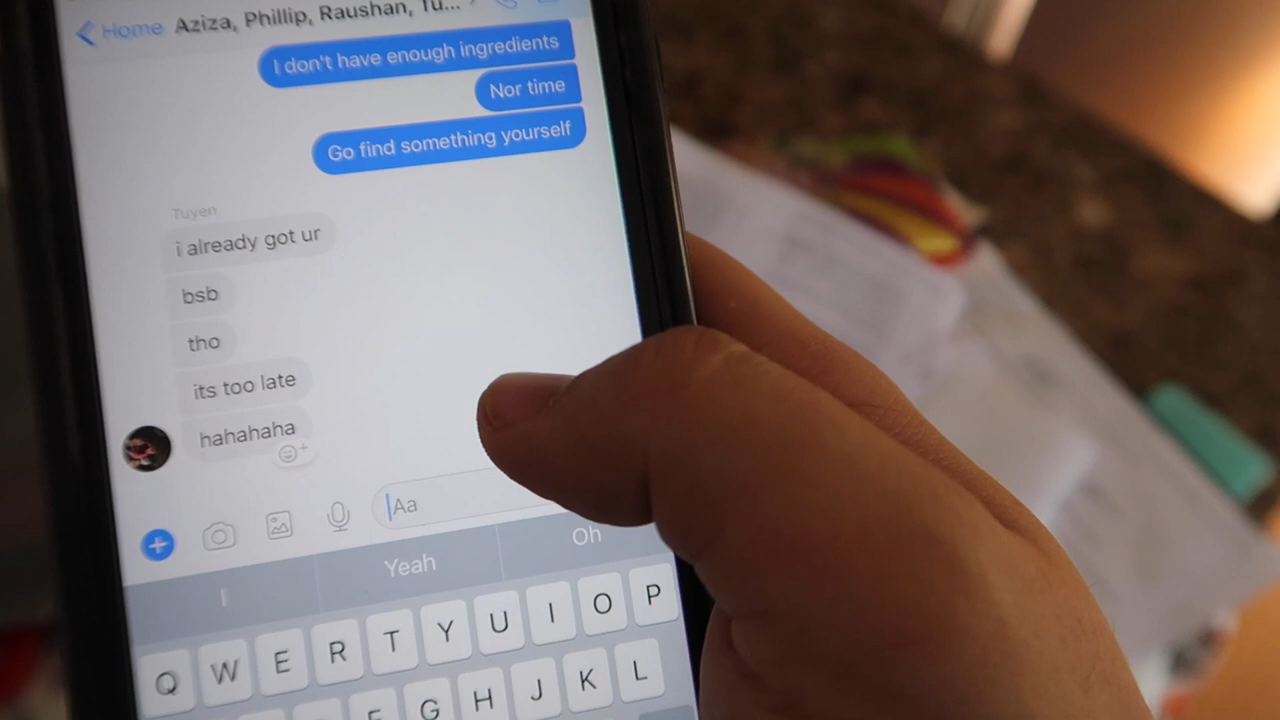 Home Aziza, Phillip, Raushan, Tu...
I don't have enough ingredients
Nor time
Go find something yourself
Tuyen
i already got ur
bsb
tho
its too late
hahahaha
Aa
I Yeah Oh
Q W E R T Y U I O P
G H J K L